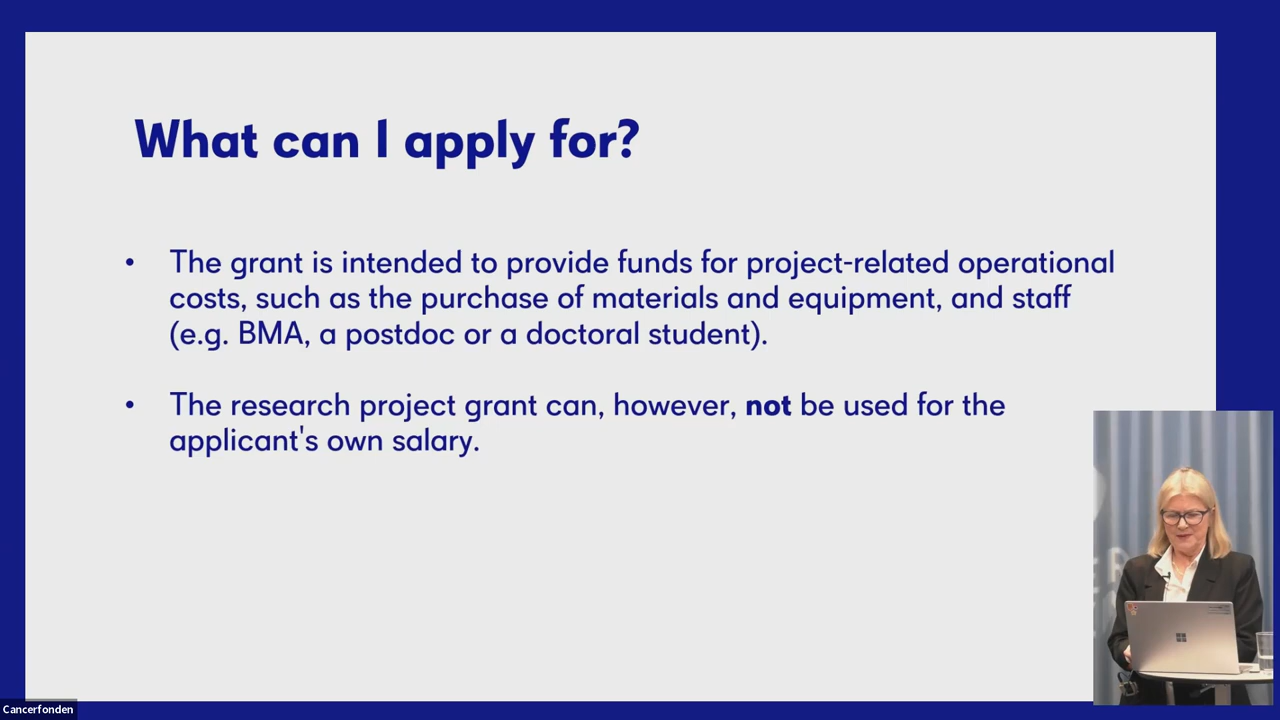 What can I apply for?
• The grant is intended to provide funds for project-related operational
costs, such as the purchase of materials and equipment, and staff
(e.g. BMA, a postdoc or a doctoral student).
• The research project grant can, however, not be used for the
applicant's own salary.
Cancerfonden